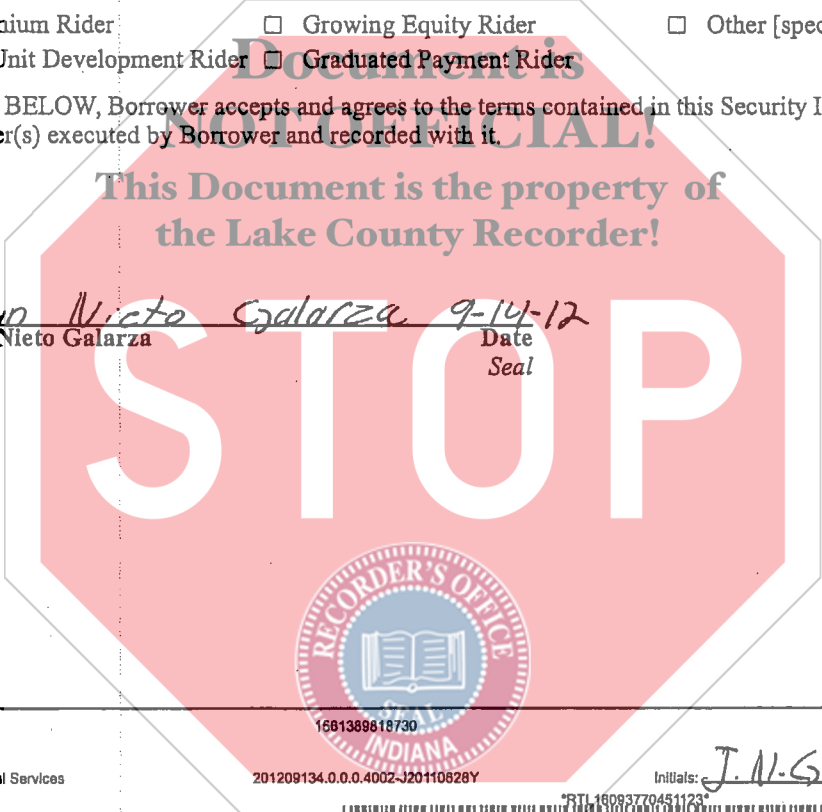 nium Rider ☐ Growing Equity Rider ☐ Other [spec
Unit Development Rider ☐ Graduated Payment Rider
Document is
BELOW, Borrower accepts and agrees to the terms contained in this Security I
NOT OFFICIAL!
er(s) executed by Borrower and recorded with it.
This Document is the property of
the Lake County Recorder!
n Nieto Galarza 9-14-12
Nieto Galarza Date
Seal
STOP
RECORDER'S OFFICE
SEAL
1561389818730
INDIANA
l Services 201209134.0.0.0.4002-J20110628Y Initials: J.N.G
*RTL16093770451123*